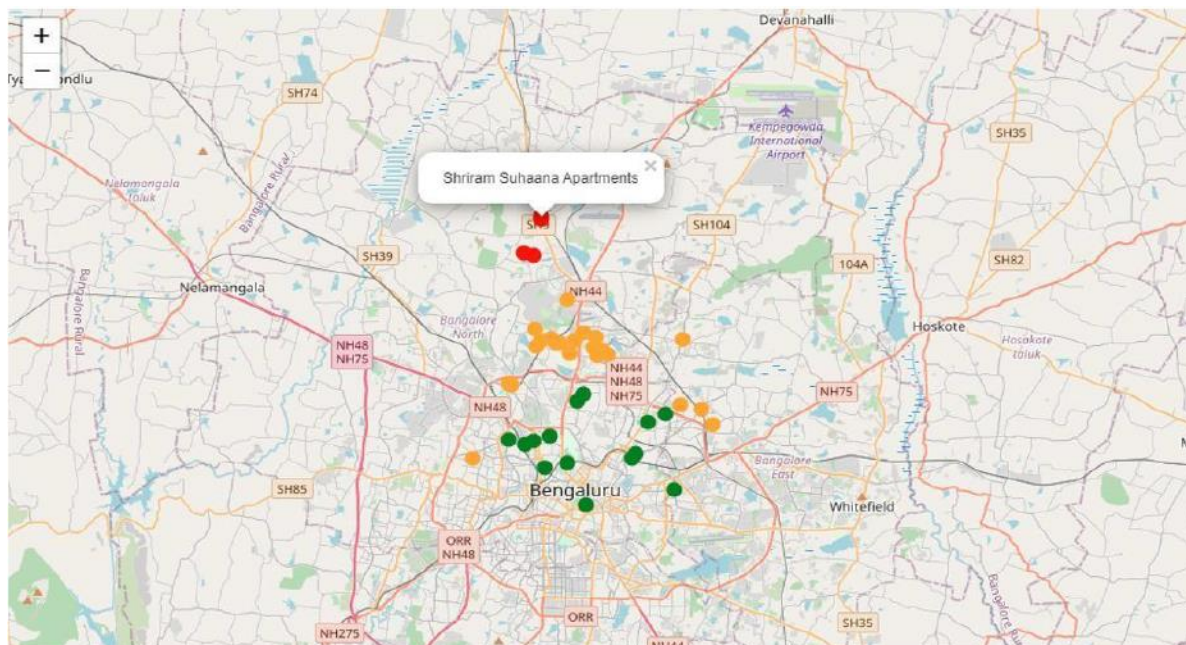 +
−
Devanahalli
ondlu
SH74
SH35
Kempegowda
International
Airport
Nelamangala
Taluk
Bangalore Rural
Shriram Suhaana Apartments
×
SH104
SH39
104A
SH82
Nelamangala
NH44
Bangalore
North
Hoskote
Hosakote
taluk
Bangalore Rural
NH48
NH75
NH44
NH48
NH75
NH75
NH48
Bangalore
East
SH85
Bengaluru
Whitefield
ORR
NH48
ORR
NH275
SH35
NH44